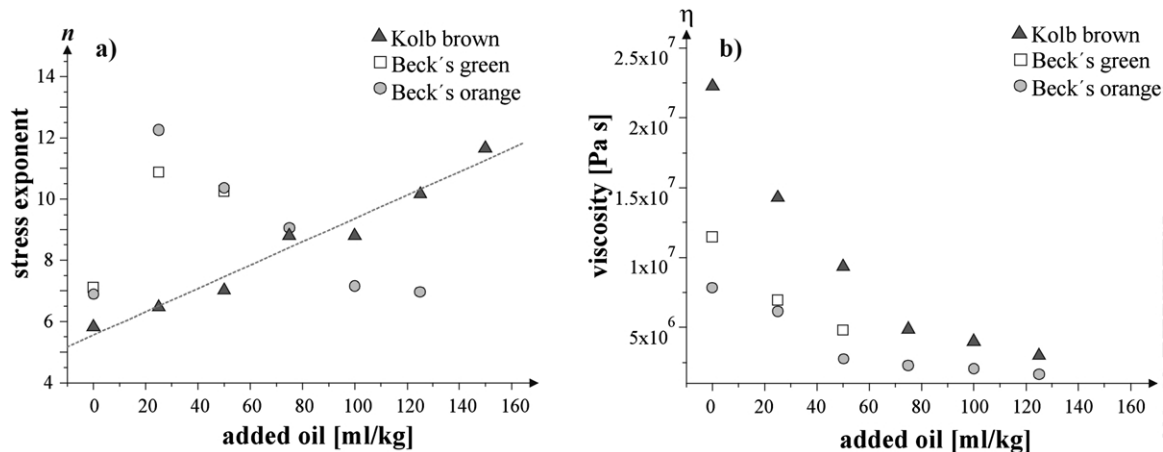 n
a)
Kolb brown
Beck´s green
Beck´s orange
stress exponent
14
12
10
8
6
4
0 20 40 60 80 100 120 140 160
added oil [ml/kg]
η
b)
Kolb brown
Beck´s green
Beck´s orange
viscosity [Pa s]
2.5x10⁷
2x10⁷
1.5x10⁷
1x10⁷
5x10⁶
0 20 40 60 80 100 120 140 160
added oil [ml/kg]